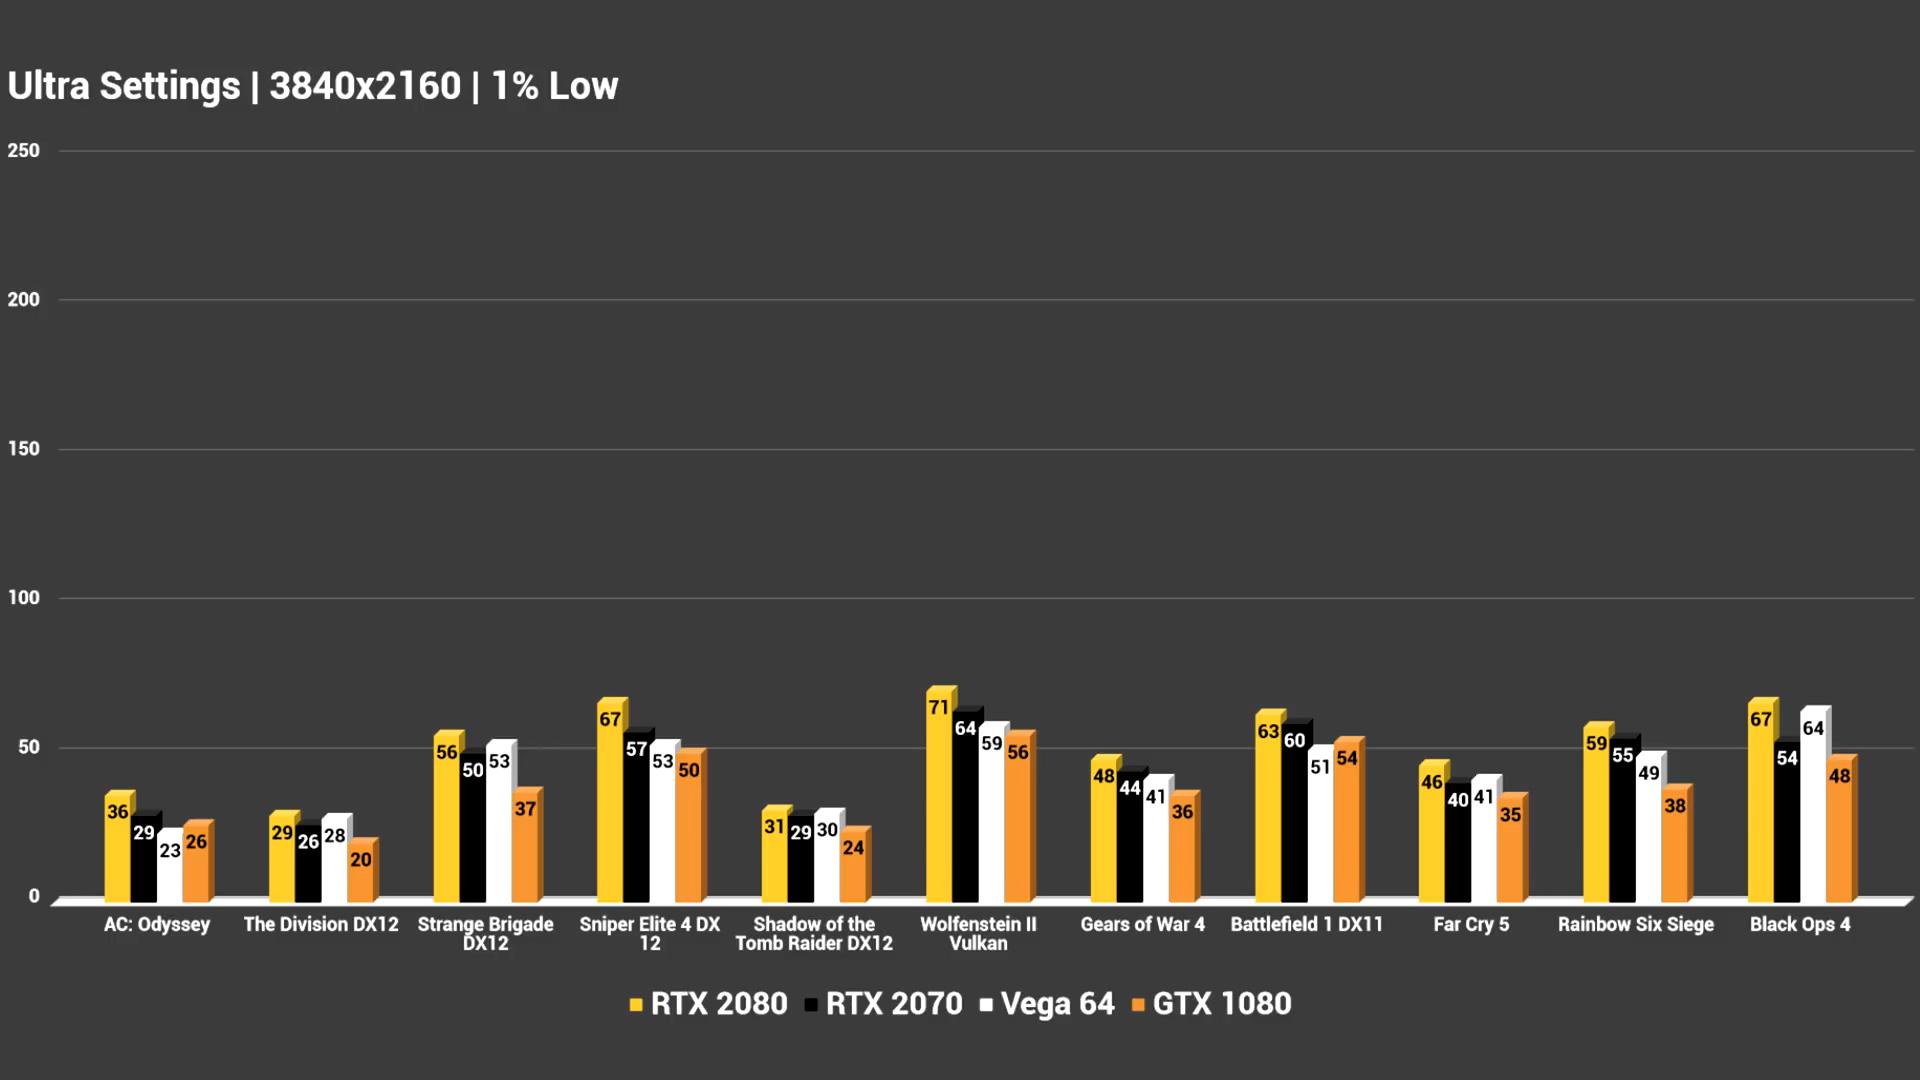 Ultra Settings | 3840x2160 | 1% Low
250
200
150
100
50
0
36 29 23 26
29 26 28 20
56 50 53 37
67 57 53 50
31 29 30 24
71 64 59 56
48 44 41 36
63 60 51 54
46 40 41 35
59 55 49 38
67 54 64 48
AC: Odyssey
The Division DX12
Strange Brigade
DX12
Sniper Elite 4 DX
12
Shadow of the
Tomb Raider DX12
Wolfenstein II
Vulkan
Gears of War 4
Battlefield 1 DX11
Far Cry 5
Rainbow Six Siege
Black Ops 4
RTX 2080 RTX 2070 Vega 64 GTX 1080